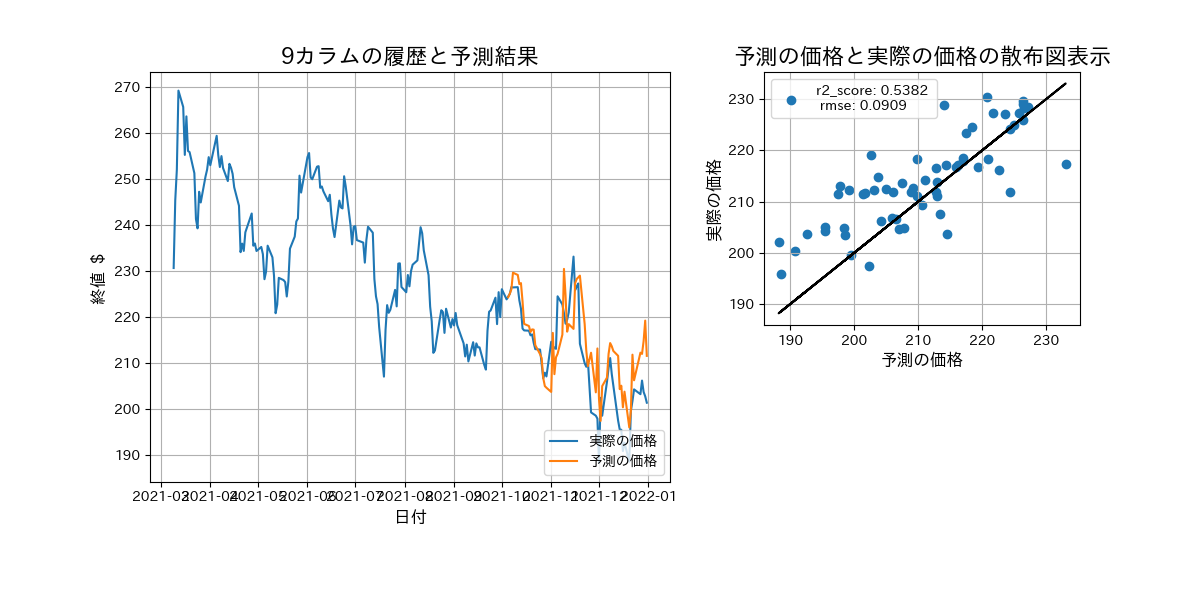 9カラムの履歴と予測結果
終値 $
270
260
250
240
230
220
210
200
190
実際の価格
予測の価格
2021-03 2021-04 2021-05 2021-06 2021-07 2021-08 2021-09 2021-10 2021-11 2021-12 2022-01
日付
予測の価格と実際の価格の散布図表示
r2_score: 0.5382
rmse: 0.0909
実際の価格
230
220
210
200
190
190 200 210 220 230
予測の価格